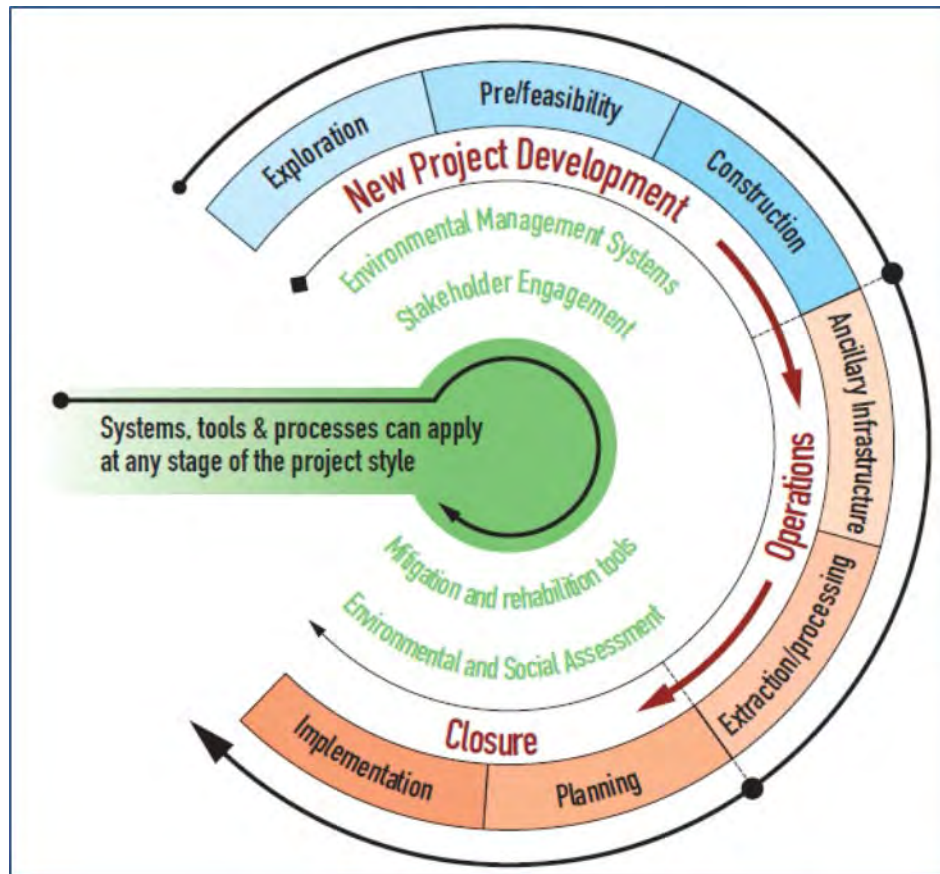 Exploration
Pre/feasibility
Construction
New Project Development
Environmental Management Systems
Stakeholder Engagement
Ancillary Infrastructure
Systems, tools & processes can apply
at any stage of the project style
Operations
Mitigation and rehabilition tools
Environmental and Social Assessment
Extraction/processing
Closure
Implementation
Planning